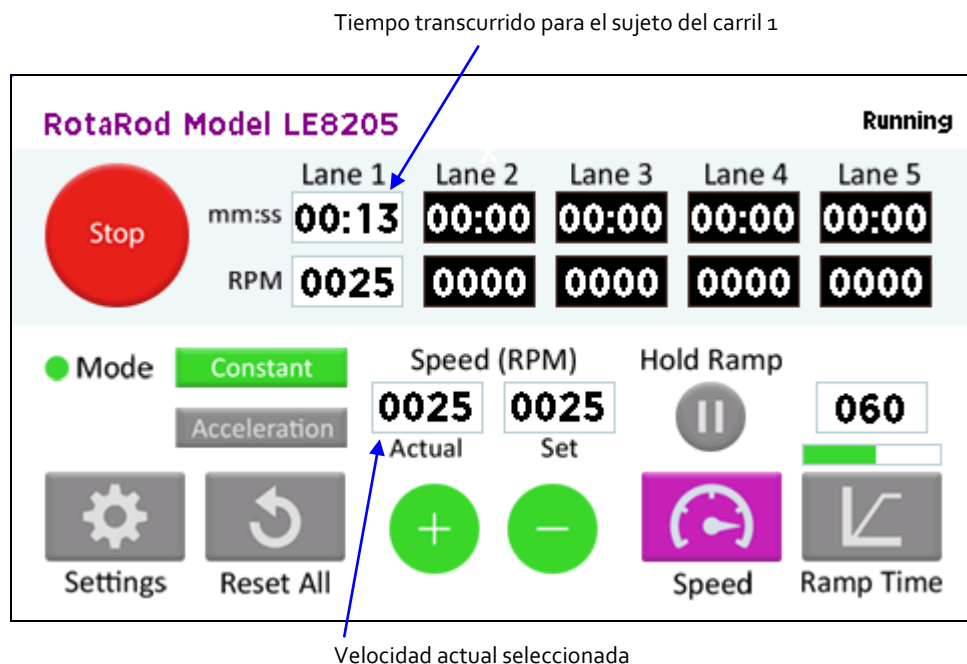 Tiempo transcurrido para el sujeto del carril 1
RotaRod Model LE8205
Running
Lane 1 Lane 2 Lane 3 Lane 4 Lane 5
Stop
mm:ss 00:13 00:00 00:00 00:00 00:00
RPM 0025 0000 0000 0000 0000
Mode Constant Speed (RPM) Hold Ramp
Acceleration 0025 0025 060
Actual Set
+ −
Settings Reset All Speed Ramp Time
Velocidad actual seleccionada